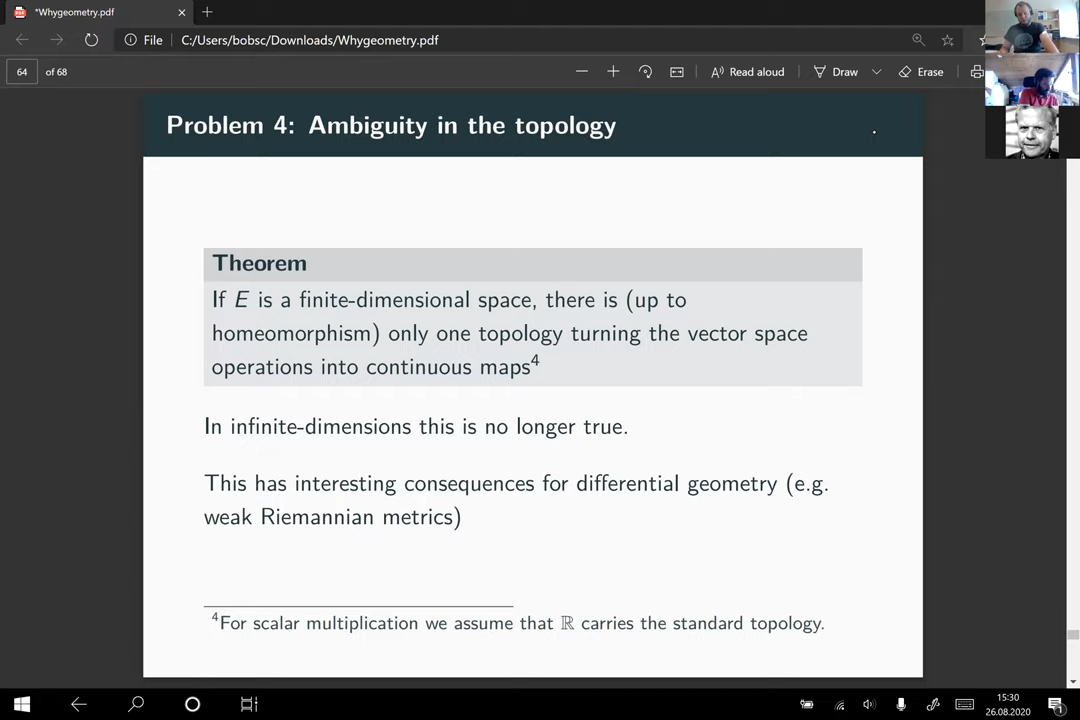 *Whygeometry.pdf
File C:/Users/bobsc/Downloads/Whygeometry.pdf
64 of 68 Read aloud Draw Erase
Problem 4: Ambiguity in the topology
Theorem
If E is a finite-dimensional space, there is (up to
homeomorphism) only one topology turning the vector space
operations into continuous maps⁴
In infinite-dimensions this is no longer true.
This has interesting consequences for differential geometry (e.g.
weak Riemannian metrics)
⁴For scalar multiplication we assume that ℝ carries the standard topology.
15:30
26.08.2020